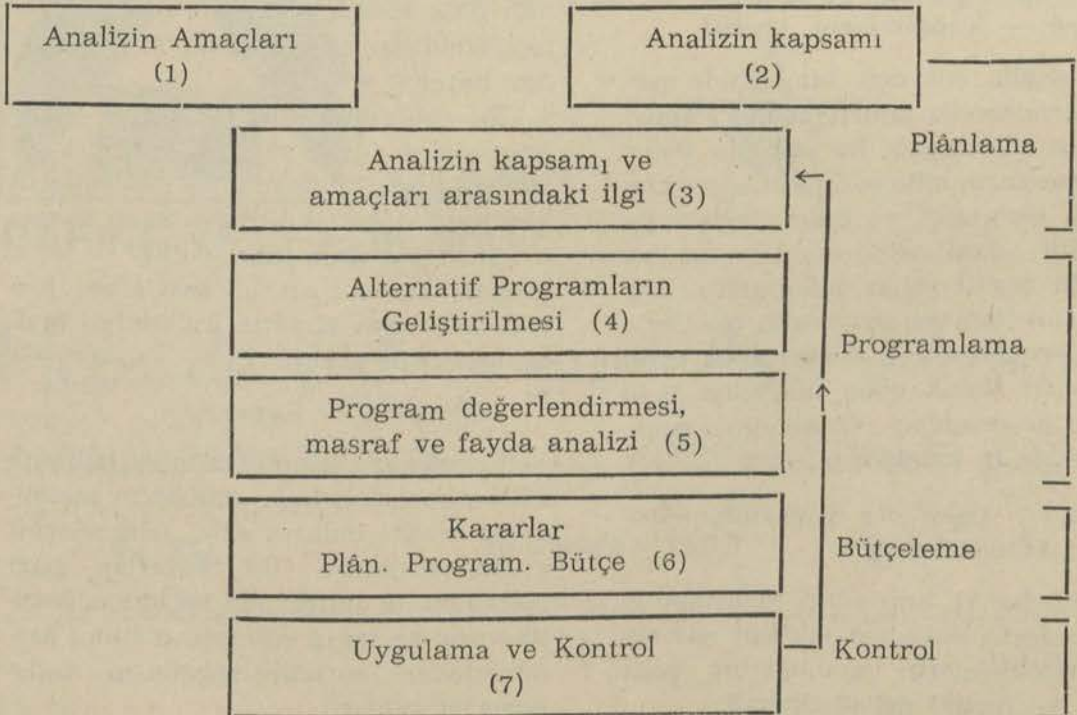 Analizin Amaçları
(1)
Analizin kapsamı
(2)
Plânlama
Analizin kapsamı ve
amaçları arasındaki ilgi (3)
Alternatif Programların
Geliştirilmesi (4)
Programlama
Program değerlendirmesi,
masraf ve fayda analizi (5)
Kararlar
Plân. Program. Bütçe (6)
Bütçeleme
Uygulama ve Kontrol
(7)
Kontrol